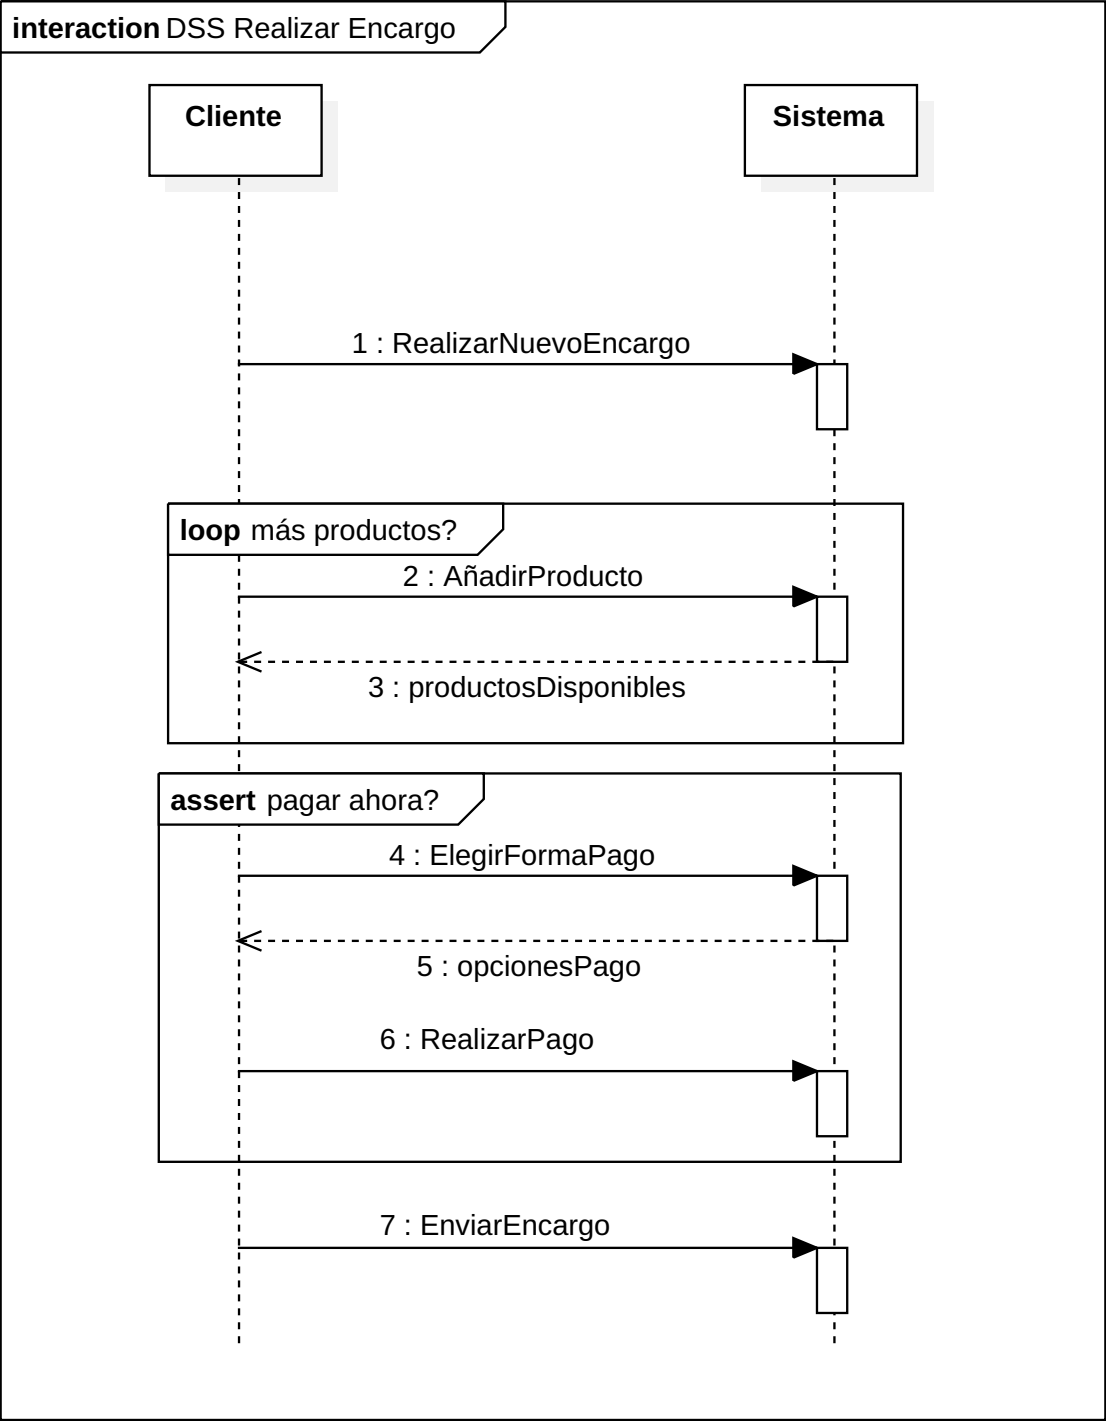 interaction DSS Realizar Encargo
Cliente
Sistema
1 : RealizarNuevoEncargo
loop más productos?
2 : AñadirProducto
3 : productosDisponibles
assert pagar ahora?
4 : ElegirFormaPago
5 : opcionesPago
6 : RealizarPago
7 : EnviarEncargo